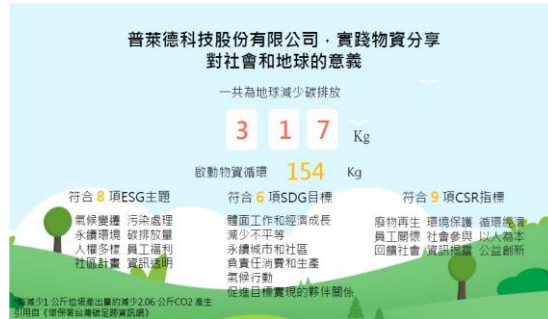 普萊德科技股份有限公司，實踐物資分享
對社會和地球的意義
一共為地球減少碳排放
3 1 7 Kg
啟動物資循環 154 Kg
符合 8 項ESG主題
氣候變遷 污染處理
永續環境 碳排放量
人權多樣 員工福利
社區計畫 資訊透明
符合 6 項SDG目標
體面工作和經濟成長
減少不平等
永續城市和社區
負責任消費和生產
氣候行動
促進目標實現的夥伴關係
符合 9 項CSR指標
廢物再生 環境保護 循環經濟
員工關懷 社會參與 以人為本
回饋社會 資訊揭露 公益創新
*每減少1 公斤垃圾產出量約減少2.06 公斤CO2 產生
引用自《環保署台灣碳足跡資訊網》